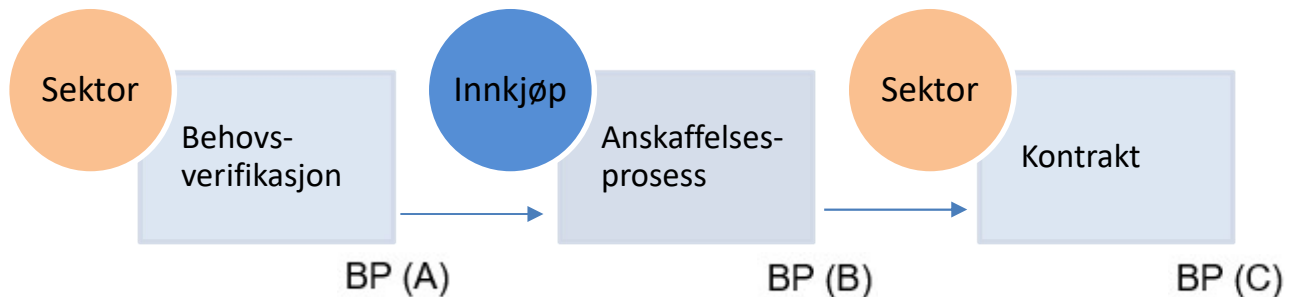 Sektor
Behovs-
verifikasjon
BP (A)
Innkjøp
Anskaffelses-
prosess
BP (B)
Sektor
Kontrakt
BP (C)